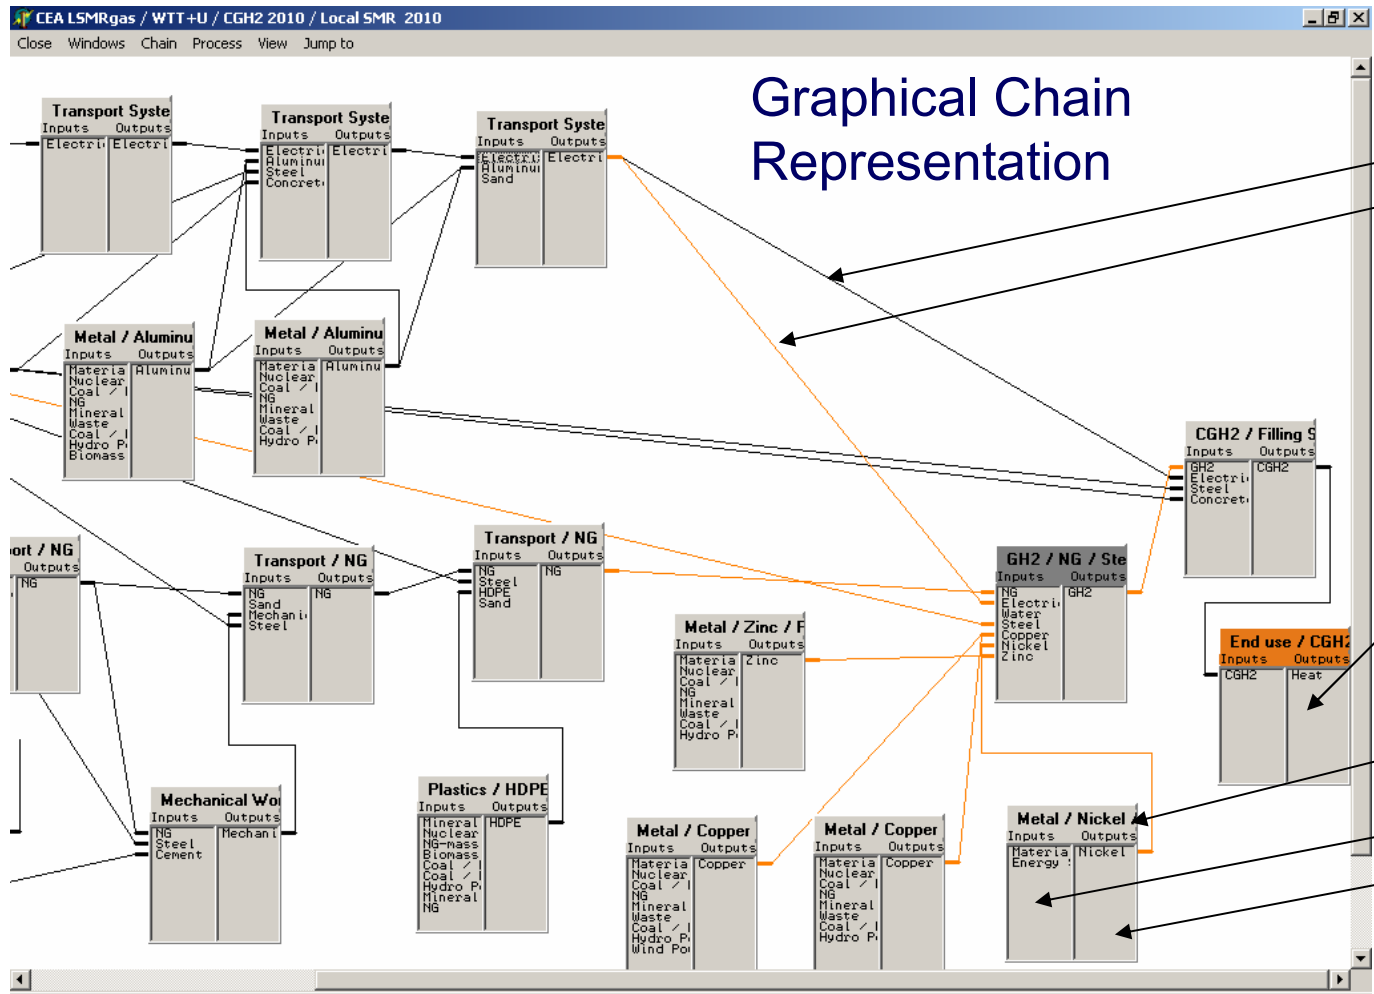 CEA LSMRgas / WTT+U / CGH2 2010 / Local SMR 2010
Close Windows Chain Process View Jump to
Graphical Chain
Representation
Transport Syste
Inputs Outputs
Electri Electri
Transport Syste
Inputs Outputs
Electri Electri
Aluminu
Steel
Concret
Transport Syste
Inputs Outputs
Electri Electri
Aluminu
Sand
Metal / Aluminu
Inputs Outputs
Materia Aluminu
Nuclear
Coal / I
NG
Mineral
Waste
Coal / I
Hydro P
Biomass
Metal / Aluminu
Inputs Outputs
Materia Aluminu
Nuclear
Coal / I
NG
Mineral
Waste
Coal / I
Hydro P
CGH2 / Filling S
Inputs Outputs
GH2 CGH2
Electri
Steel
Concret
ort / NG
Outputs
NG
Transport / NG
Inputs Outputs
NG NG
Sand
Mechani
Steel
Transport / NG
Inputs Outputs
NG NG
Steel
HDPE
Sand
GH2 / NG / Ste
Inputs Outputs
NG GH2
Electri
Water
Steel
Copper
Nickel
Zinc
Metal / Zinc / F
Inputs Outputs
Materia Zinc
Nuclear
Coal / I
NG
Mineral
Waste
Coal / I
Hydro P
End use / CGH2
Inputs Outputs
CGH2 Heat
Mechanical Wor
Inputs Outputs
NG Mechani
Steel
Cement
Plastics / HDPE
Inputs Outputs
Mineral HDPE
Nuclear
NG-mass
Biomass
Coal / I
Coal / I
Hydro P
Mineral
NG
Metal / Copper
Inputs Outputs
Materia Copper
Nuclear
Coal / I
NG
Mineral
Waste
Coal / I
Hydro P
Wind Po
Metal / Copper
Inputs Outputs
Materia Copper
Nuclear
Coal / I
NG
Mineral
Waste
Coal / I
Hydro P
Metal / Nickel /
Inputs Outputs
Materia Nickel
Energy